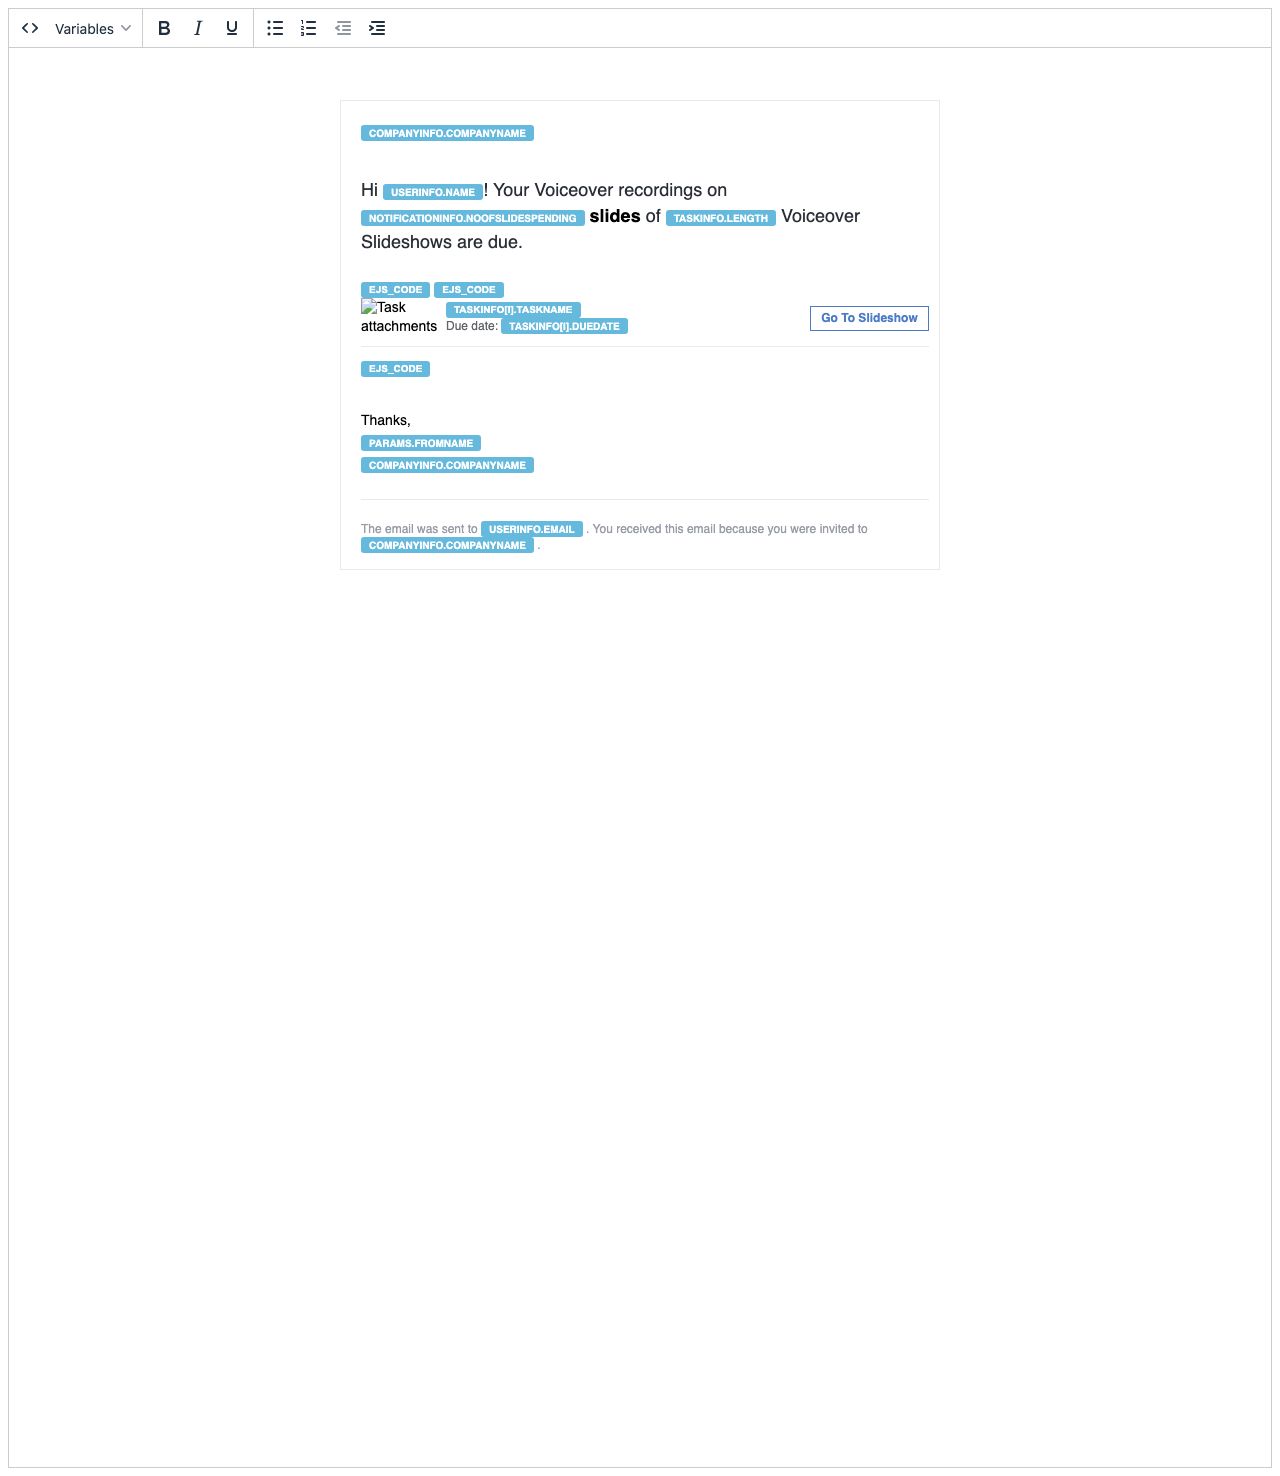 Variables
COMPANYINFO.COMPANYNAME
Hi USERINFO.NAME! Your Voiceover recordings on
NOTIFICATIONINFO.NOOFSLIDESPENDING slides of TASKINFO.LENGTH Voiceover
Slideshows are due.
EJS_CODE EJS_CODE
Task attachments
TASKINFO[I].TASKNAME
Due date: TASKINFO[I].DUEDATE
Go To Slideshow
EJS_CODE
Thanks,
PARAMS.FROMNAME
COMPANYINFO.COMPANYNAME
The email was sent to USERINFO.EMAIL . You received this email because you were invited to
COMPANYINFO.COMPANYNAME .